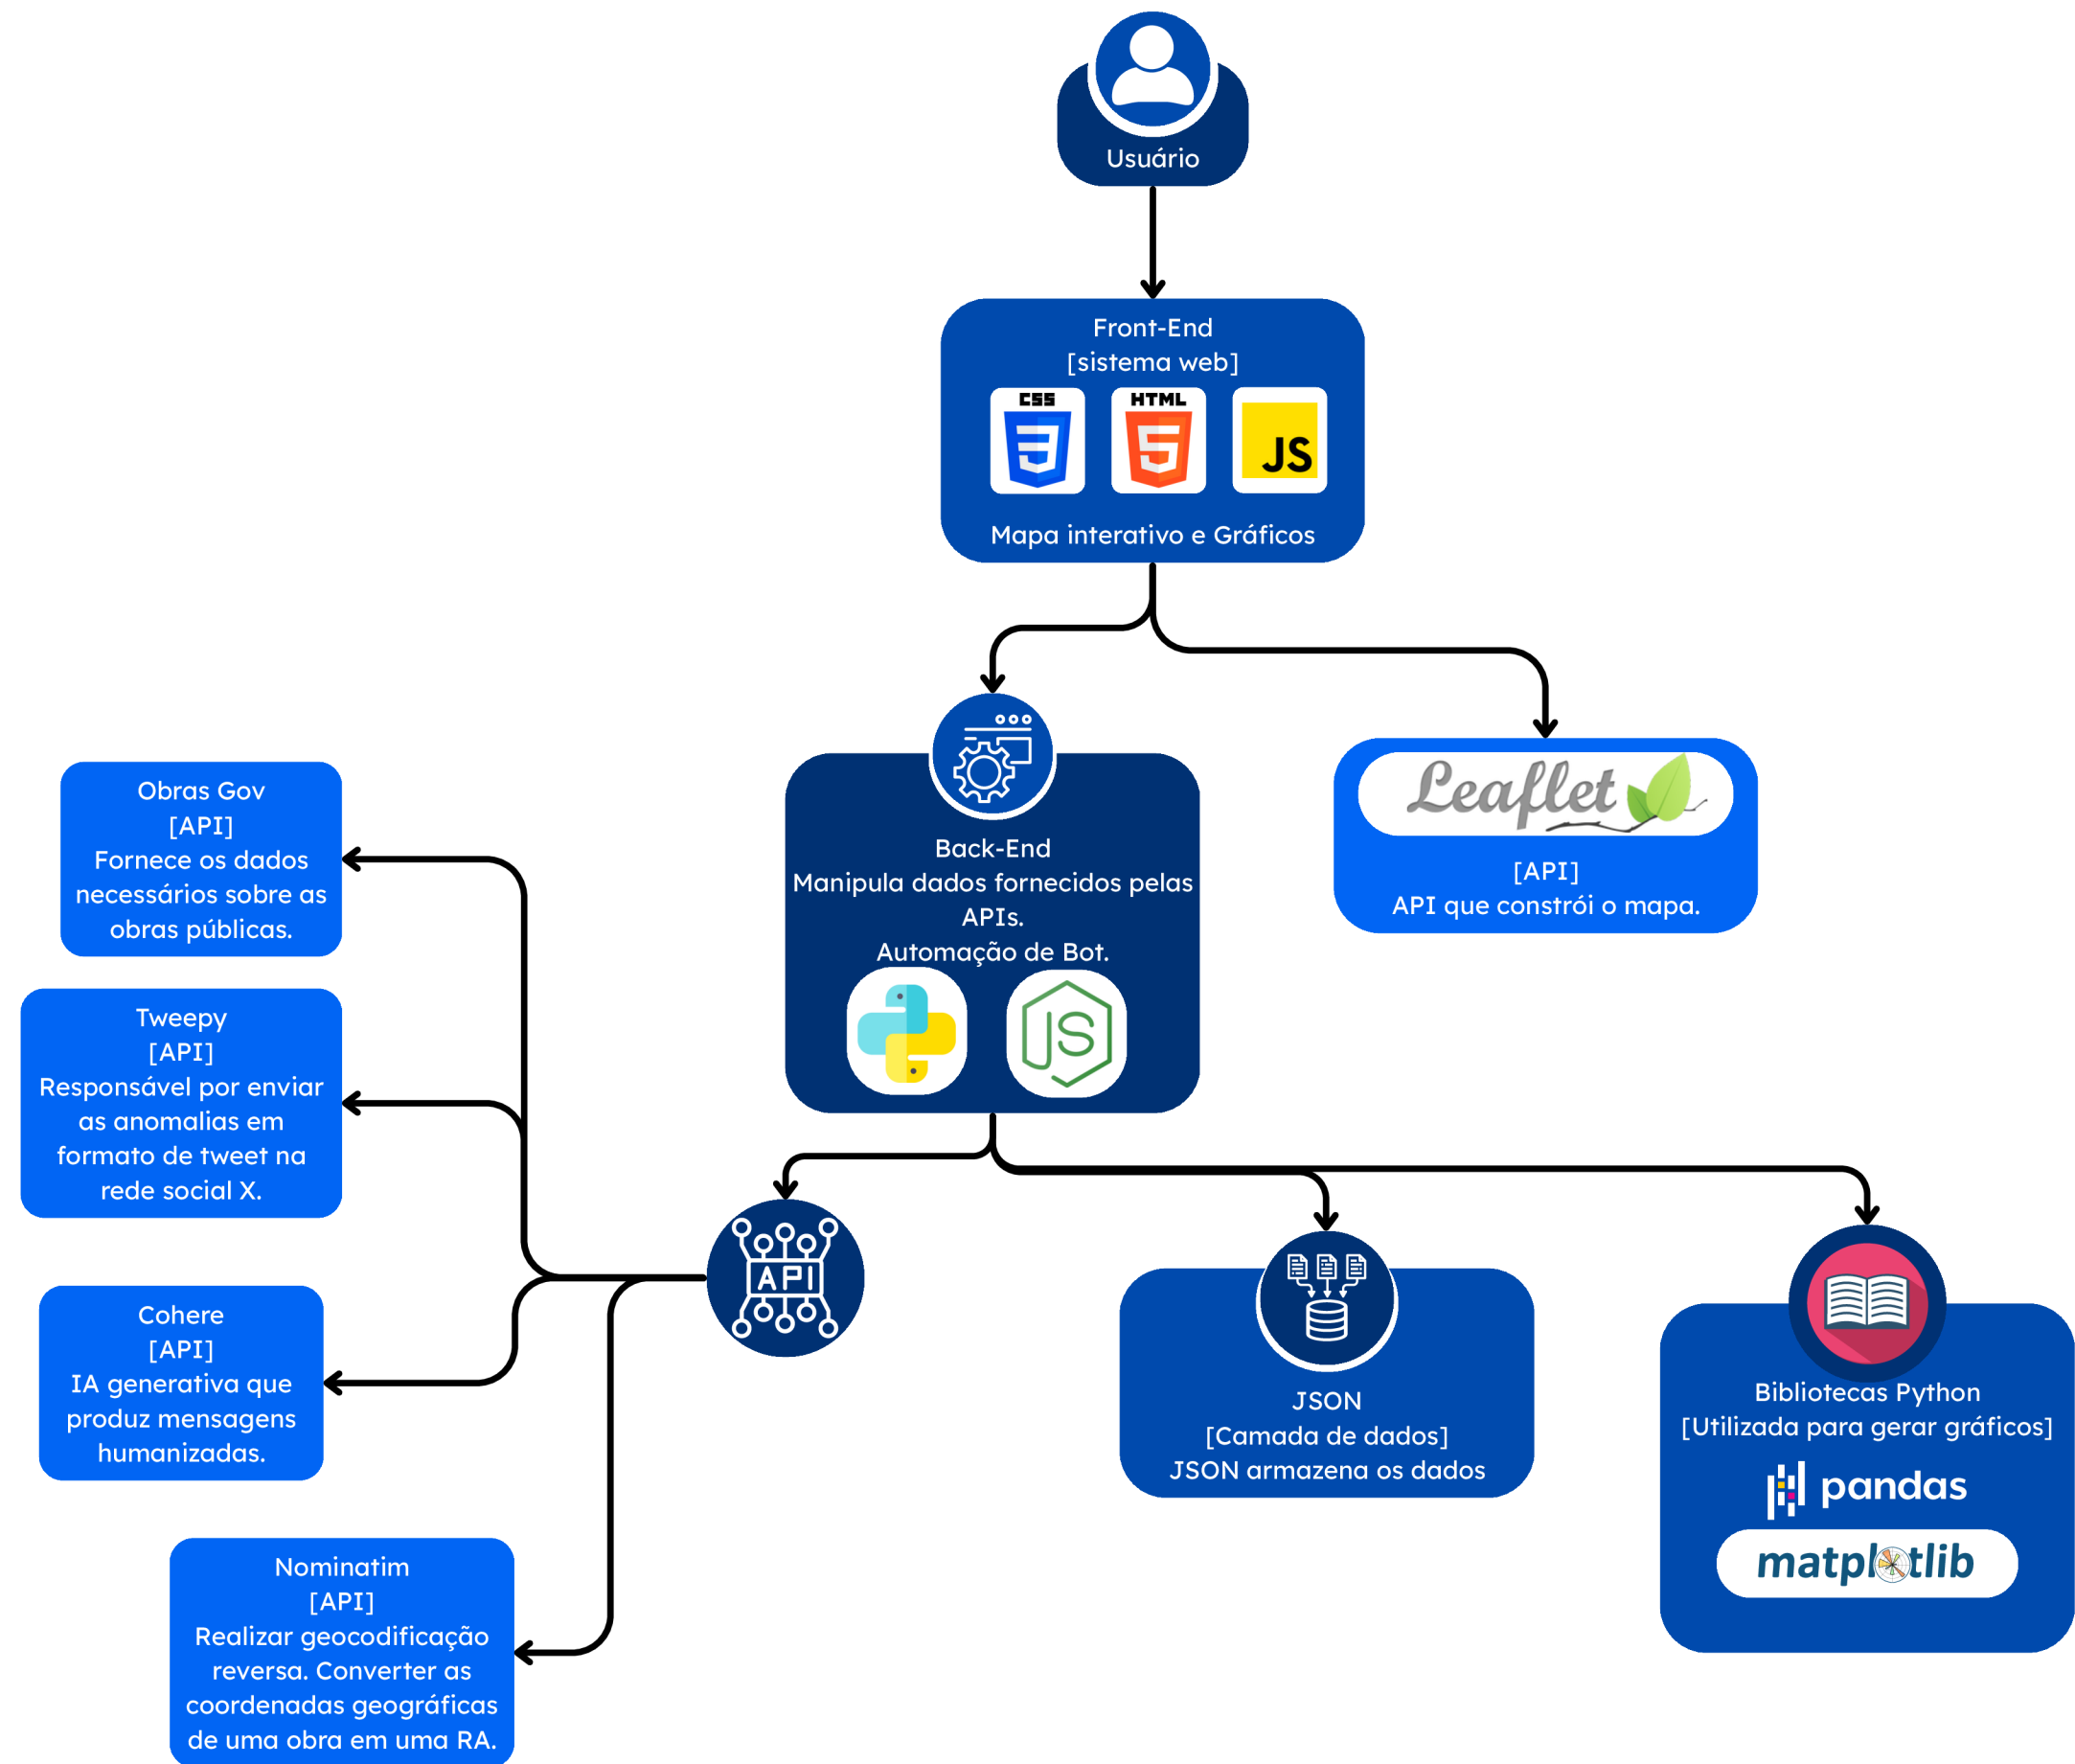 Usuário
Front-End
[sistema web]
CSS
HTML
JS
Mapa interativo e Gráficos
Back-End
Manipula dados fornecidos pelas
APIs.
Automação de Bot.
JS
Leaflet
[API]
API que constrói o mapa.
Obras Gov
[API]
Fornece os dados
necessários sobre as
obras públicas.
Tweepy
[API]
Responsável por enviar
as anomalias em
formato de tweet na
rede social X.
Cohere
[API]
IA generativa que
produz mensagens
humanizadas.
Nominatim
[API]
Realizar geocodificação
reversa. Converter as
coordenadas geográficas
de uma obra em uma RA.
API
JSON
[Camada de dados]
JSON armazena os dados
Bibliotecas Python
[Utilizada para gerar gráficos]
pandas
matplotlib